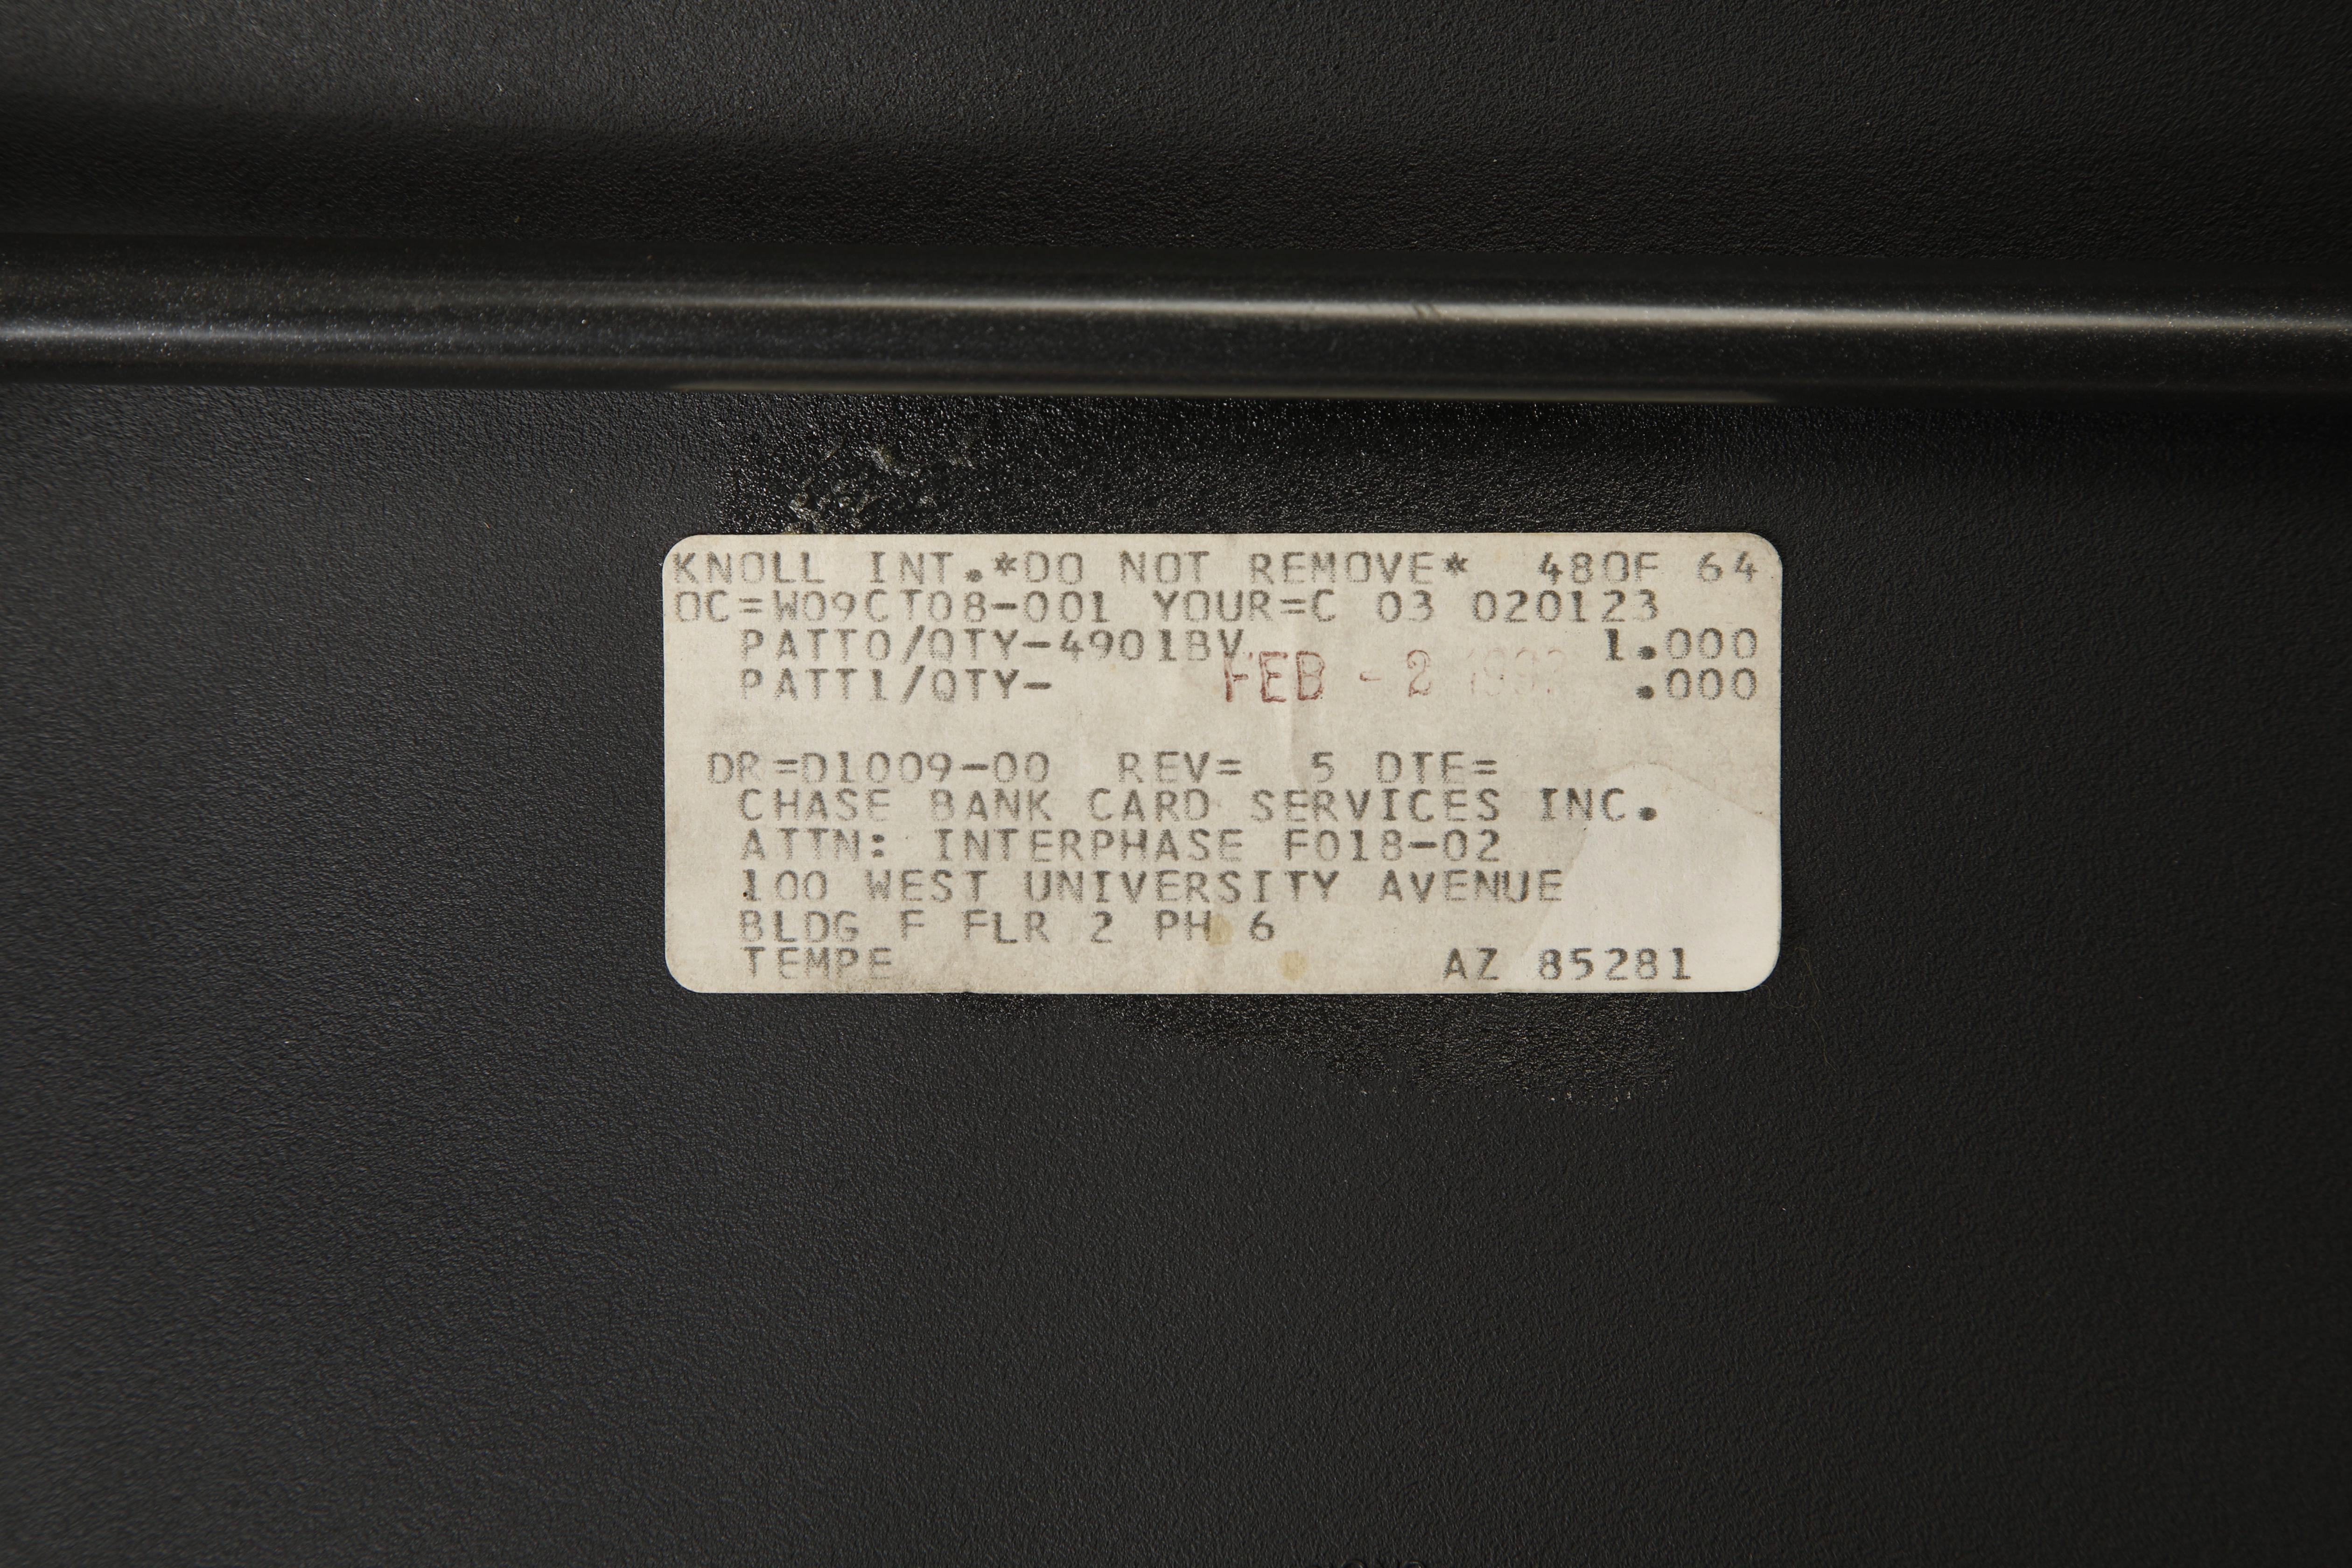 KNOLL INT.*DO NOT REMOVE* 48OF 64
OC=W09CT08-001 YOUR=C 03 020123
PATT0/QTY-4901BV. 1.000
PATT1/QTY- .000
FEB - 2
DR=D1009-00 REV= 5 DTE=
CHASE BANK CARD SERVICES INC.
ATTN: INTERPHASE F018-02
100 WEST UNIVERSITY AVENUE
BLDG F FLR 2 PH 6
TEMPE AZ 85281